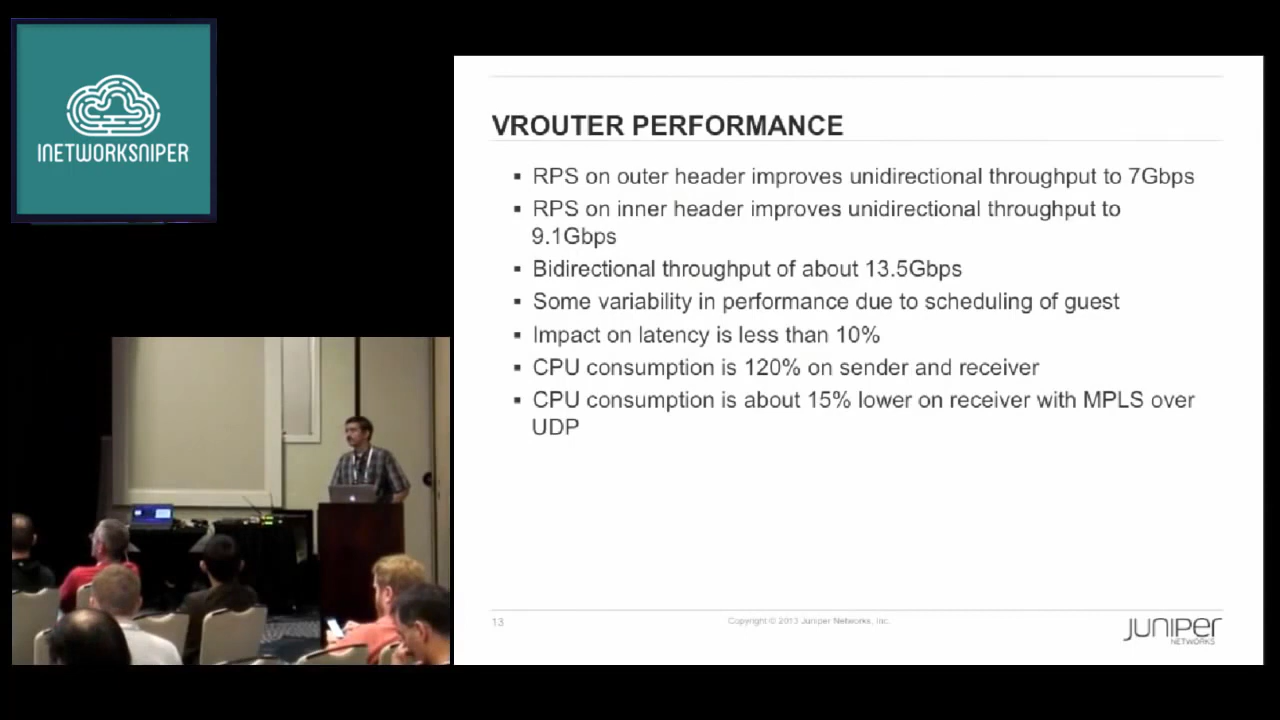 INETWORKSNIPER
VROUTER PERFORMANCE
▪ RPS on outer header improves unidirectional throughput to 7Gbps
▪ RPS on inner header improves unidirectional throughput to
9.1Gbps
▪ Bidirectional throughput of about 13.5Gbps
▪ Some variability in performance due to scheduling of guest
▪ Impact on latency is less than 10%
▪ CPU consumption is 120% on sender and receiver
▪ CPU consumption is about 15% lower on receiver with MPLS over
UDP
13
Copyright © 2013 Juniper Networks, Inc.
JUNIPER
NETWORKS